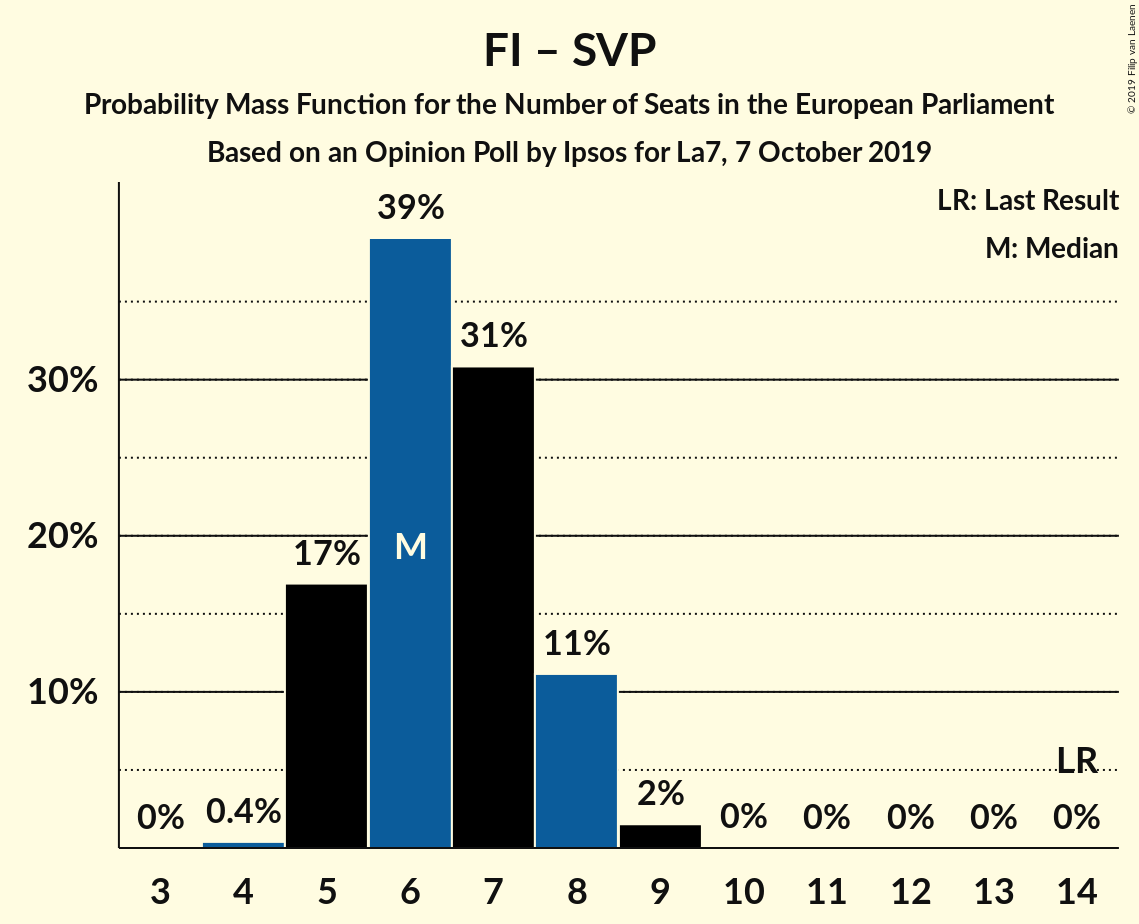 FI – SVP
Probability Mass Function for the Number of Seats in the European Parliament
Based on an Opinion Poll by Ipsos for La7, 7 October 2019
© 2019 Filip van Laenen
LR: Last Result
M: Median
39%
31%
30%
20%
17%
M
11%
10%
LR
0%
0.4%
2%
0%
0%
0%
0%
0%
3 4 5 6 7 8 9 10 11 12 13 14